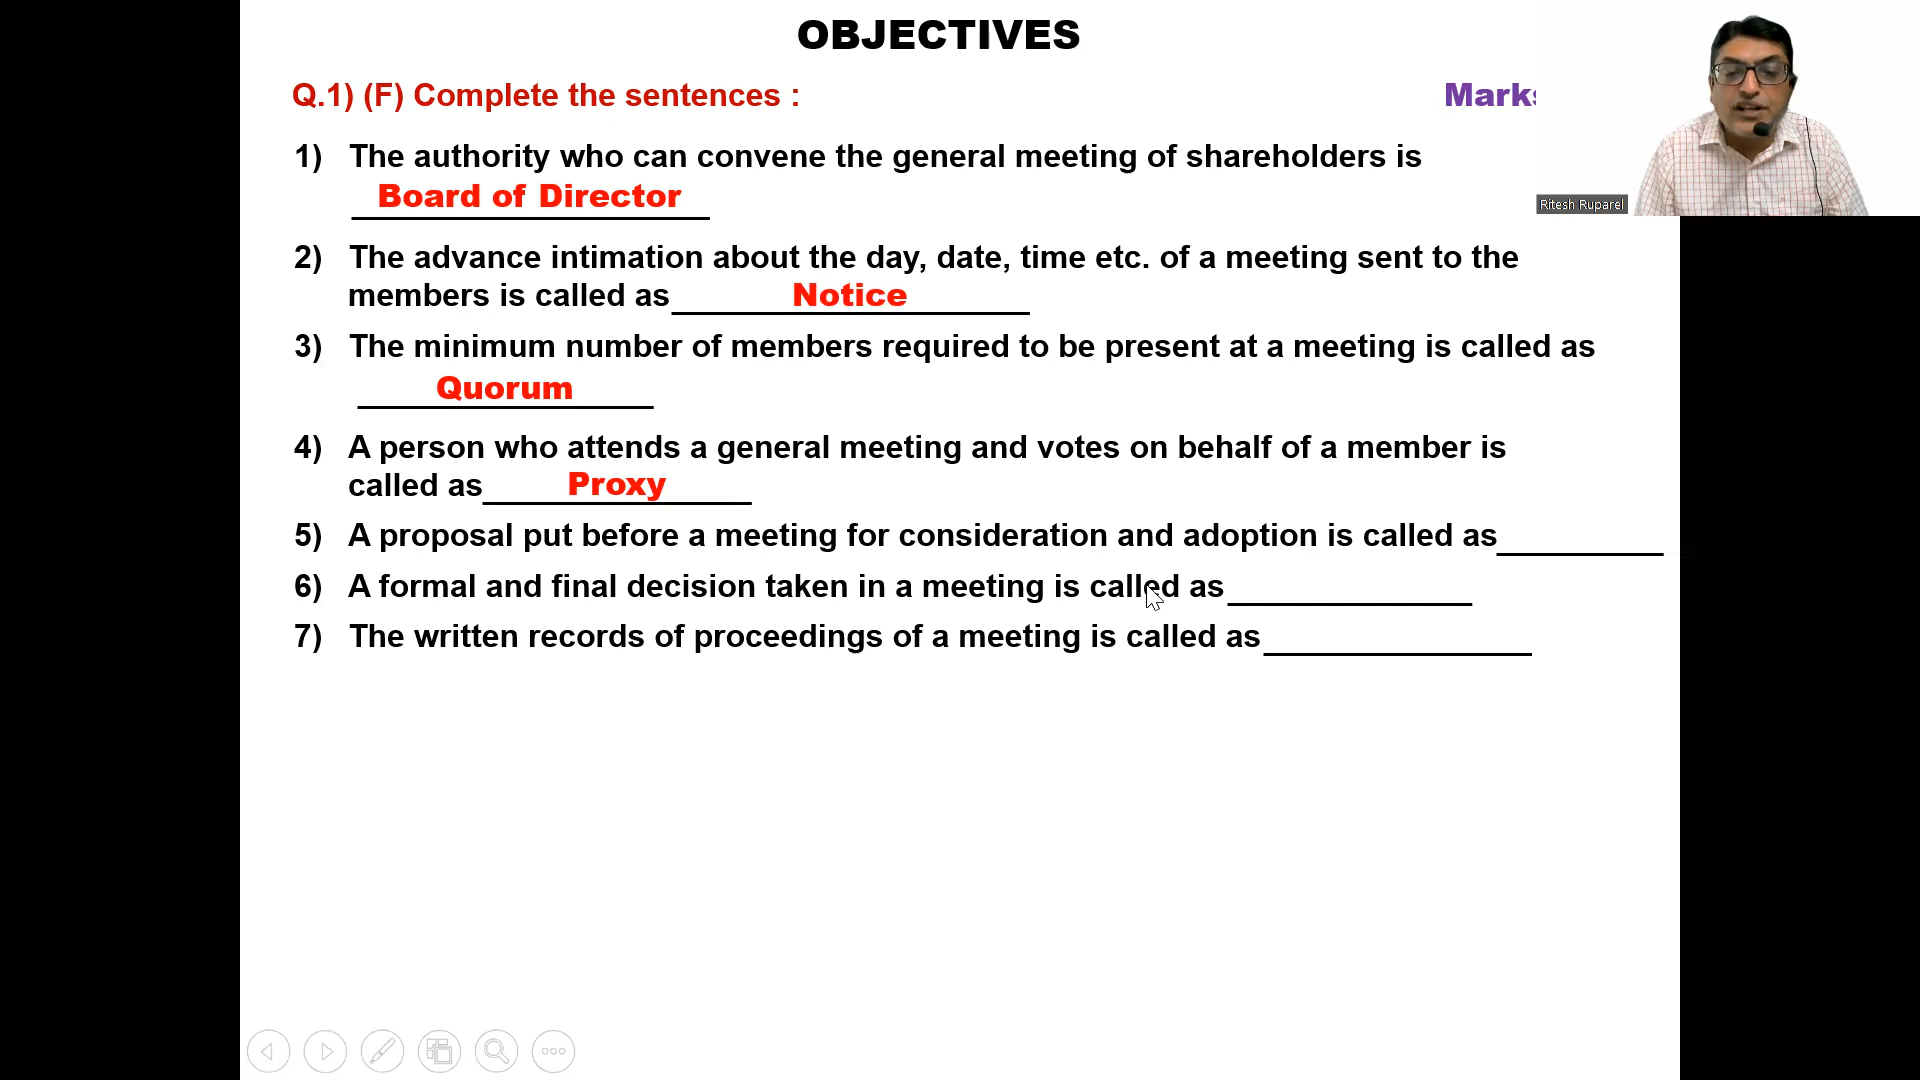 OBJECTIVES
Q.1) (F) Complete the sentences :
Marks
1) The authority who can convene the general meeting of shareholders is
Board of Director
Ritesh Ruparel
2) The advance intimation about the day, date, time etc. of a meeting sent to the
members is called as Notice
3) The minimum number of members required to be present at a meeting is called as
Quorum
4) A person who attends a general meeting and votes on behalf of a member is
called as Proxy
5) A proposal put before a meeting for consideration and adoption is called as
6) A formal and final decision taken in a meeting is called as
7) The written records of proceedings of a meeting is called as